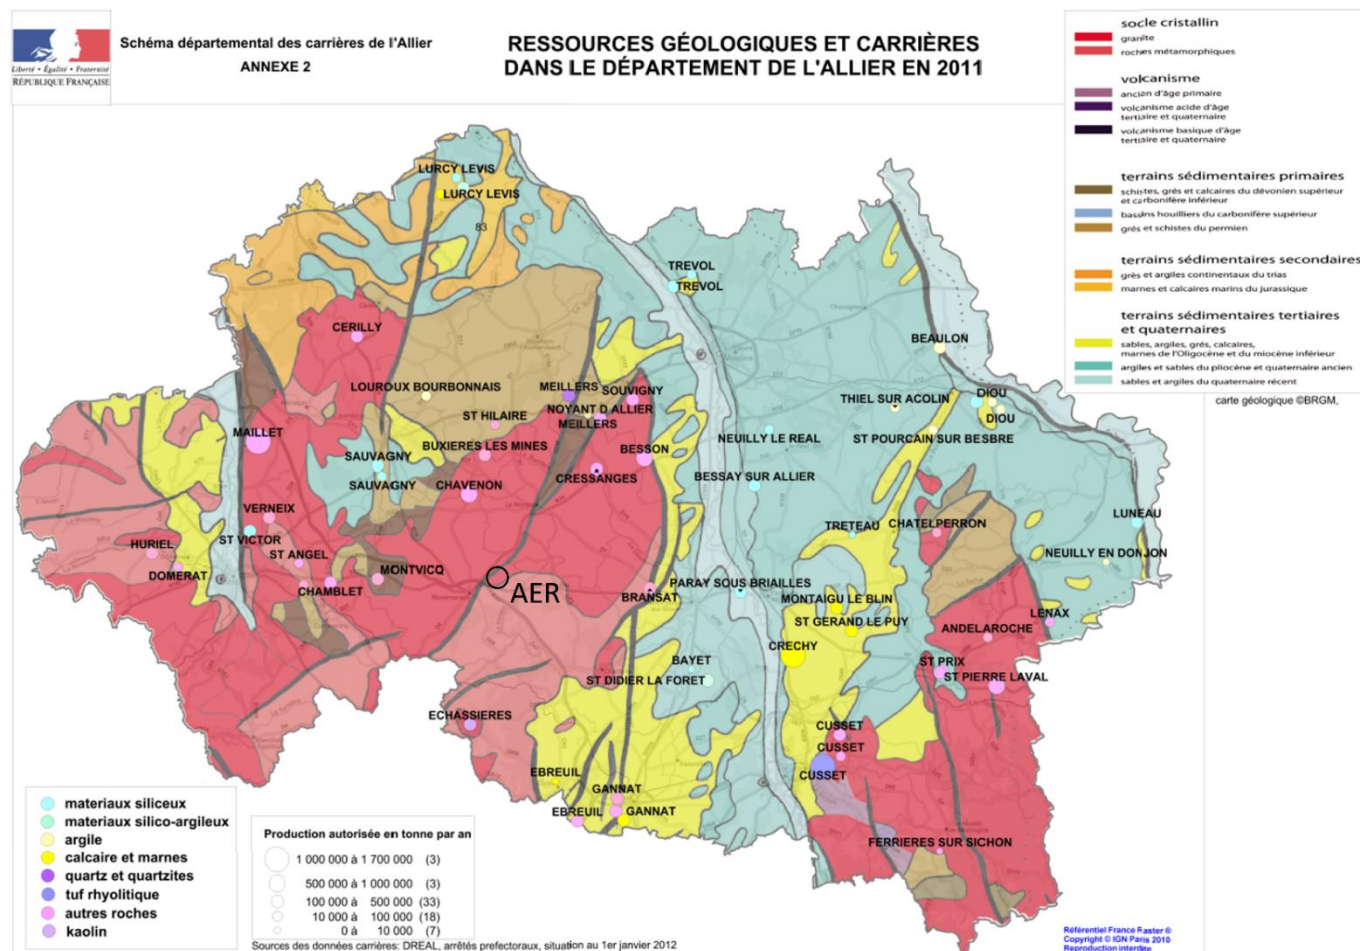 Liberté • Égalité • Fraternité
RÉPUBLIQUE FRANÇAISE
Schéma départemental des carrières de l'Allier
ANNEXE 2
RESSOURCES GÉOLOGIQUES ET CARRIÈRES
DANS LE DÉPARTEMENT DE L'ALLIER EN 2011
socle cristallin
granite
roches métamorphiques
volcanisme
ancien d'âge primaire
volcanisme acide d'âge
tertiaire et quaternaire
volcanisme basique d'âge
tertiaire et quaternaire
terrains sédimentaires primaires
schistes, grés et calcaires du dévonien supérieur
et carbonifère inférieur
bassins houilliers du carbonifère supérieur
grés et schistes du permien
terrains sédimentaires secondaires
grès et argiles continentaux du trias
marnes et calcaires marins du jurassique
terrains sédimentaires tertiaires
et quaternaires
sables, argiles, grés, calcaires,
marnes de l'Oligocène et du miocène inférieur
argiles et sables du pliocène et quaternaire ancien
sables et argiles du quaternaire récent
carte géologique ©BRGM,
LURCY LEVIS
LURCY LEVIS
83
TREVOL
TREVOL
CERILLY
BEAULON
LOUROUX BOURBONNAIS
MEILLERS
SOUVIGNY
THIEL SUR ACOLIN
DIOU
DIOU
ST HILAIRE
NOYANT D ALLIER
MEILLERS
MAILLET
BUXIERES LES MINES
NEUILLY LE REAL
ST POURCAIN SUR BESBRE
BESSON
SAUVAGNY
CRESSANGES
BESSAY SUR ALLIER
SAUVAGNY
CHAVENON
VERNEIX
LUNEAU
TRETEAU
CHATELPERRON
ST VICTOR
HURIEL
ST ANGEL
NEUILLY EN DONJON
DOMERAT
MONTVICQ
CHAMBLET
AER
BRANSAT
PARAY SOUS BRIAILLES
MONTAIGU LE BLIN
ST GERAND LE PUY
LENAX
ANDELAROCHE
CRECHY
BAYET
ST DIDIER LA FORET
ST PRIX
ST PIERRE LAVAL
ECHASSIERES
CUSSET
CUSSET
CUSSET
EBREUIL
GANNAT
EBREUIL
GANNAT
FERRIERES SUR SICHON
materiaux siliceux
materiaux silico-argileux
argile
calcaire et marnes
quartz et quartzites
tuf rhyolitique
autres roches
kaolin
Production autorisée en tonne par an
1 000 000 à 1 700 000 (3)
500 000 à 1 000 000 (3)
100 000 à 500 000 (33)
10 000 à 100 000 (18)
0 à 10 000 (7)
Sources des données carrières: DREAL, arrêtés prefectoraux, situation au 1er janvier 2012
Référentiel France Raster ®
Copyright © IGN Paris 2010
Reproduction interdite